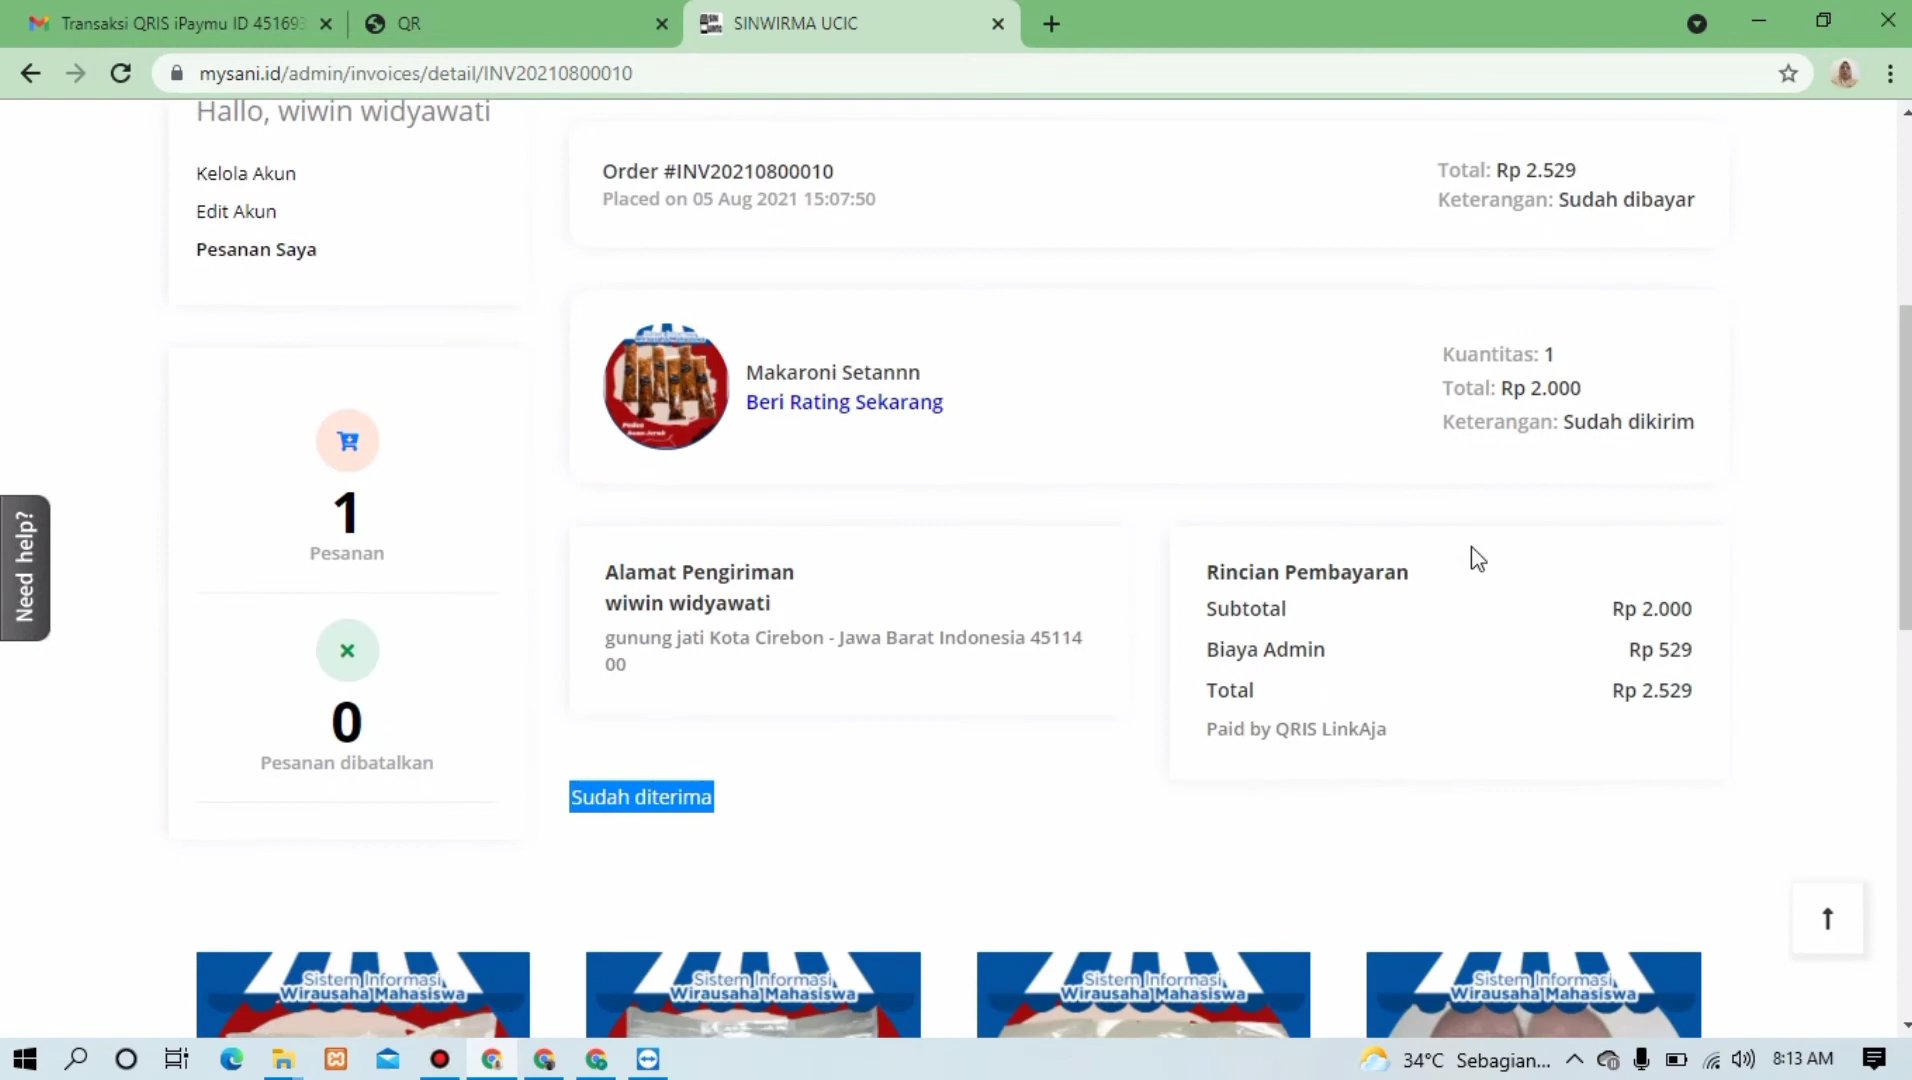 Transaksi QRIS iPaymu ID 451693
QR
SINWIRMA UCIC
mysani.id/admin/invoices/detail/INV20210800010
Hallo, wiwin widyawati
Kelola Akun
Edit Akun
Pesanan Saya
Order #INV20210800010
Placed on 05 Aug 2021 15:07:50
Total: Rp 2.529
Keterangan: Sudah dibayar
Makaroni Setannn
Beri Rating Sekarang
Kuantitas: 1
Total: Rp 2.000
Keterangan: Sudah dikirim
1
Pesanan
0
Pesanan dibatalkan
Need help?
Alamat Pengiriman
wiwin widyawati
gunung jati Kota Cirebon - Jawa Barat Indonesia 45114
00
Rincian Pembayaran
Subtotal Rp 2.000
Biaya Admin Rp 529
Total Rp 2.529
Paid by QRIS LinkAja
Sudah diterima
Sistem Informasi
Wirausaha Mahasiswa
Sistem Informasi
Wirausaha Mahasiswa
Sistem Informasi
Wirausaha Mahasiswa
Sistem Informasi
Wirausaha Mahasiswa
34°C Sebagian...
8:13 AM